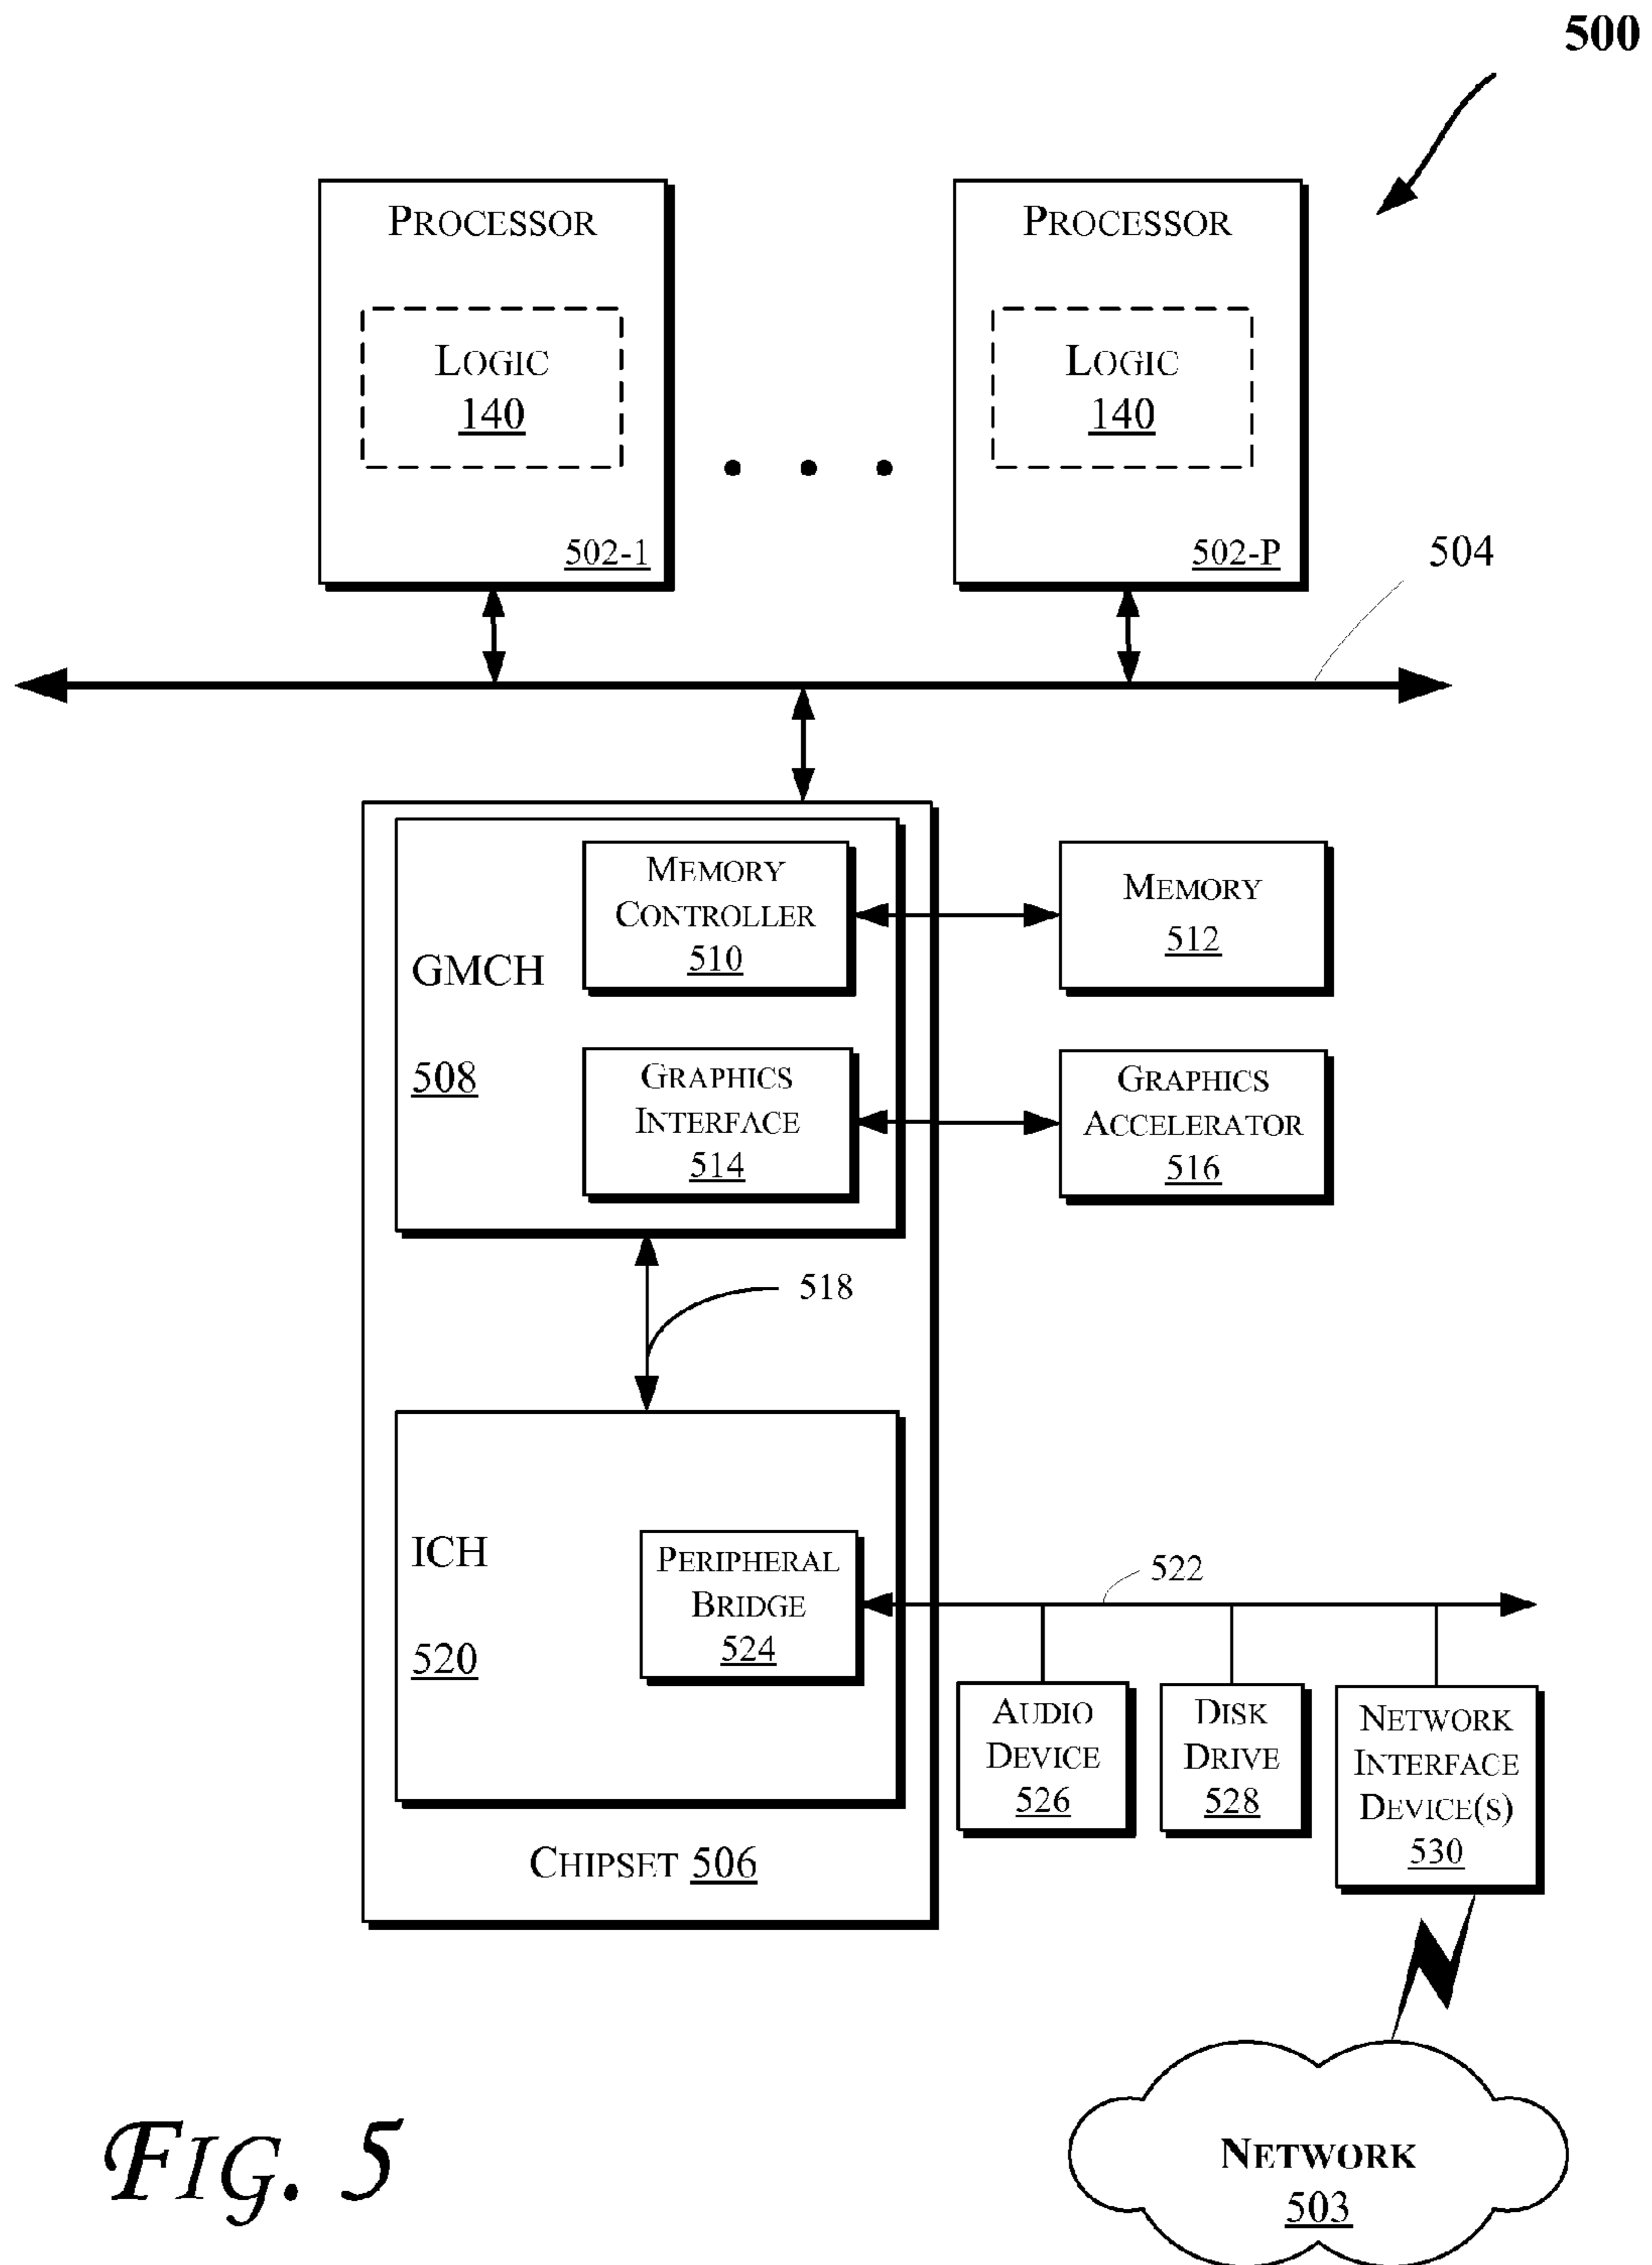 500
PROCESSOR
LOGIC
140
502-1
PROCESSOR
LOGIC
140
502-P
504
MEMORY
CONTROLLER
510
MEMORY
512
GMCH
508
GRAPHICS
INTERFACE
514
GRAPHICS
ACCELERATOR
516
518
ICH
520
PERIPHERAL
BRIDGE
524
522
AUDIO
DEVICE
526
DISK
DRIVE
528
NETWORK
INTERFACE
DEVICE(S)
530
CHIPSET 506
NETWORK
503
FIG. 5